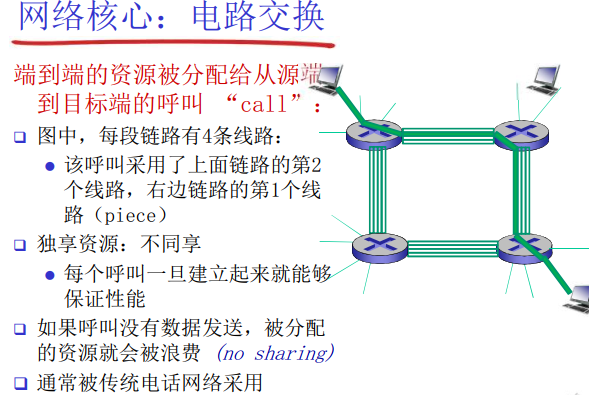 网络核心：电路交换
端到端的资源被分配给从源端
到目标端的呼叫 “call”：
图中，每段链路有4条线路：
该呼叫采用了上面链路的第2
个线路，右边链路的第1个线
路（piece）
独享资源：不同享
每个呼叫一旦建立起来就能够
保证性能
如果呼叫没有数据发送，被分配
的资源就会被浪费 (no sharing)
通常被传统电话网络采用